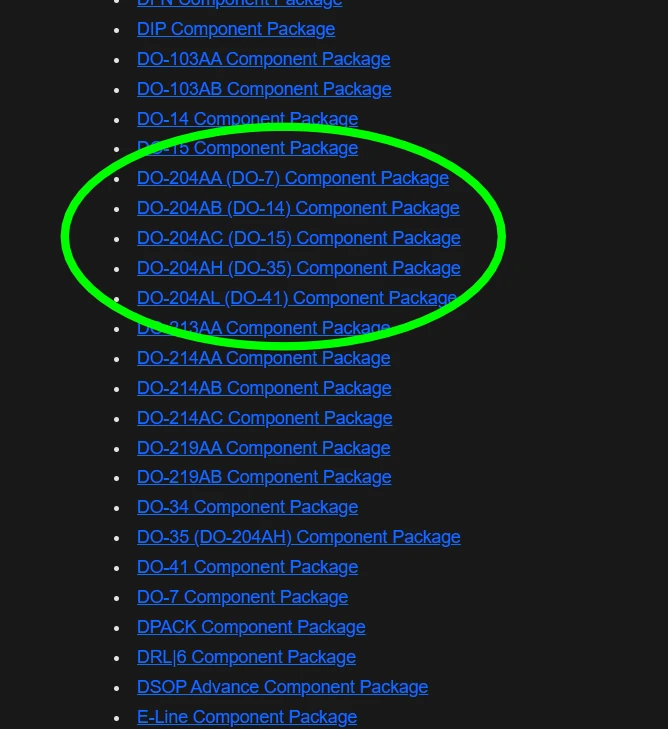 DFN Component Package
DIP Component Package
DO-103AA Component Package
DO-103AB Component Package
DO-14 Component Package
DO-15 Component Package
DO-204AA (DO-7) Component Package
DO-204AB (DO-14) Component Package
DO-204AC (DO-15) Component Package
DO-204AH (DO-35) Component Package
DO-204AL (DO-41) Component Package
DO-213AA Component Package
DO-214AA Component Package
DO-214AB Component Package
DO-214AC Component Package
DO-219AA Component Package
DO-219AB Component Package
DO-34 Component Package
DO-35 (DO-204AH) Component Package
DO-41 Component Package
DO-7 Component Package
DPACK Component Package
DRL|6 Component Package
DSOP Advance Component Package
E-Line Component Package